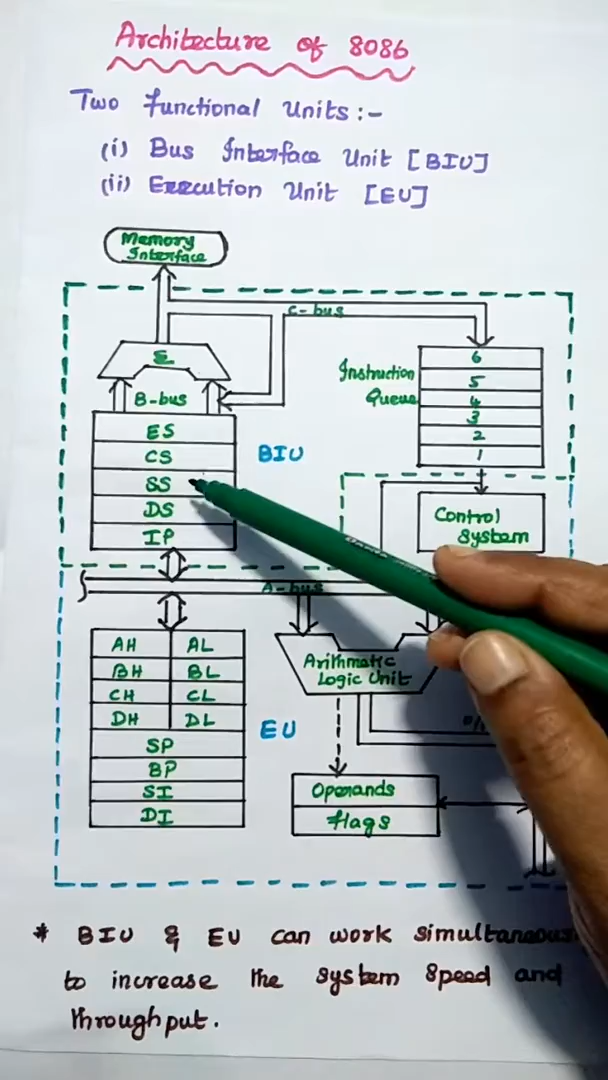 Architecture of 8086
Two Functional Units :-
(i) Bus Interface Unit [BIU]
(ii) Execution Unit [EU]
Memory
Interface
C-bus
Σ
B-bus
Instruction
Queue
6
5
4
3
2
1
ES
CS
SS
DS
IP
BIU
Control
System
A-bus
AH AL
BH BL
CH CL
DH DL
SP
BP
SI
DI
EU
Arithmatic
Logic Unit
Operands
Flags
* BIU & EU can work
to increase the system speed and
throughput.